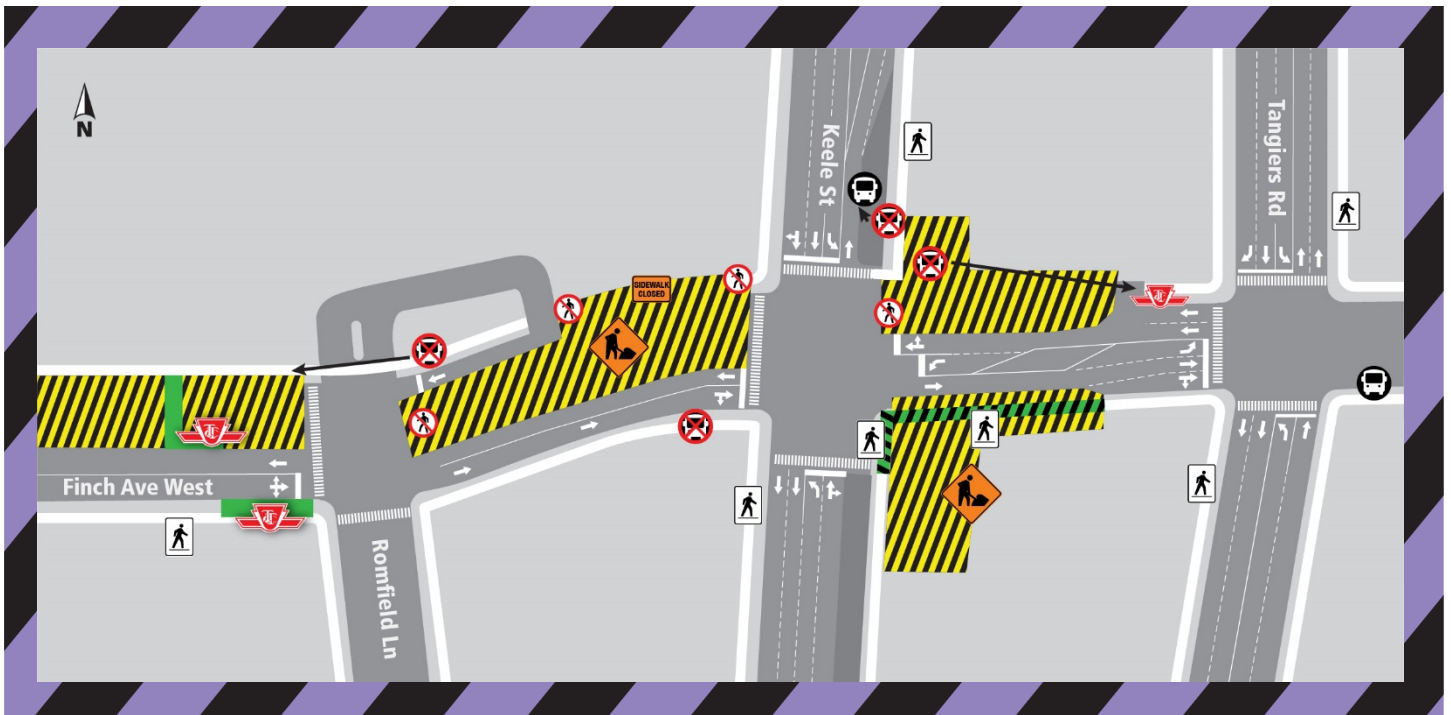 N
Keele St
Tangiers Rd
SIDEWALK
CLOSED
Finch Ave West
Romfield Ln